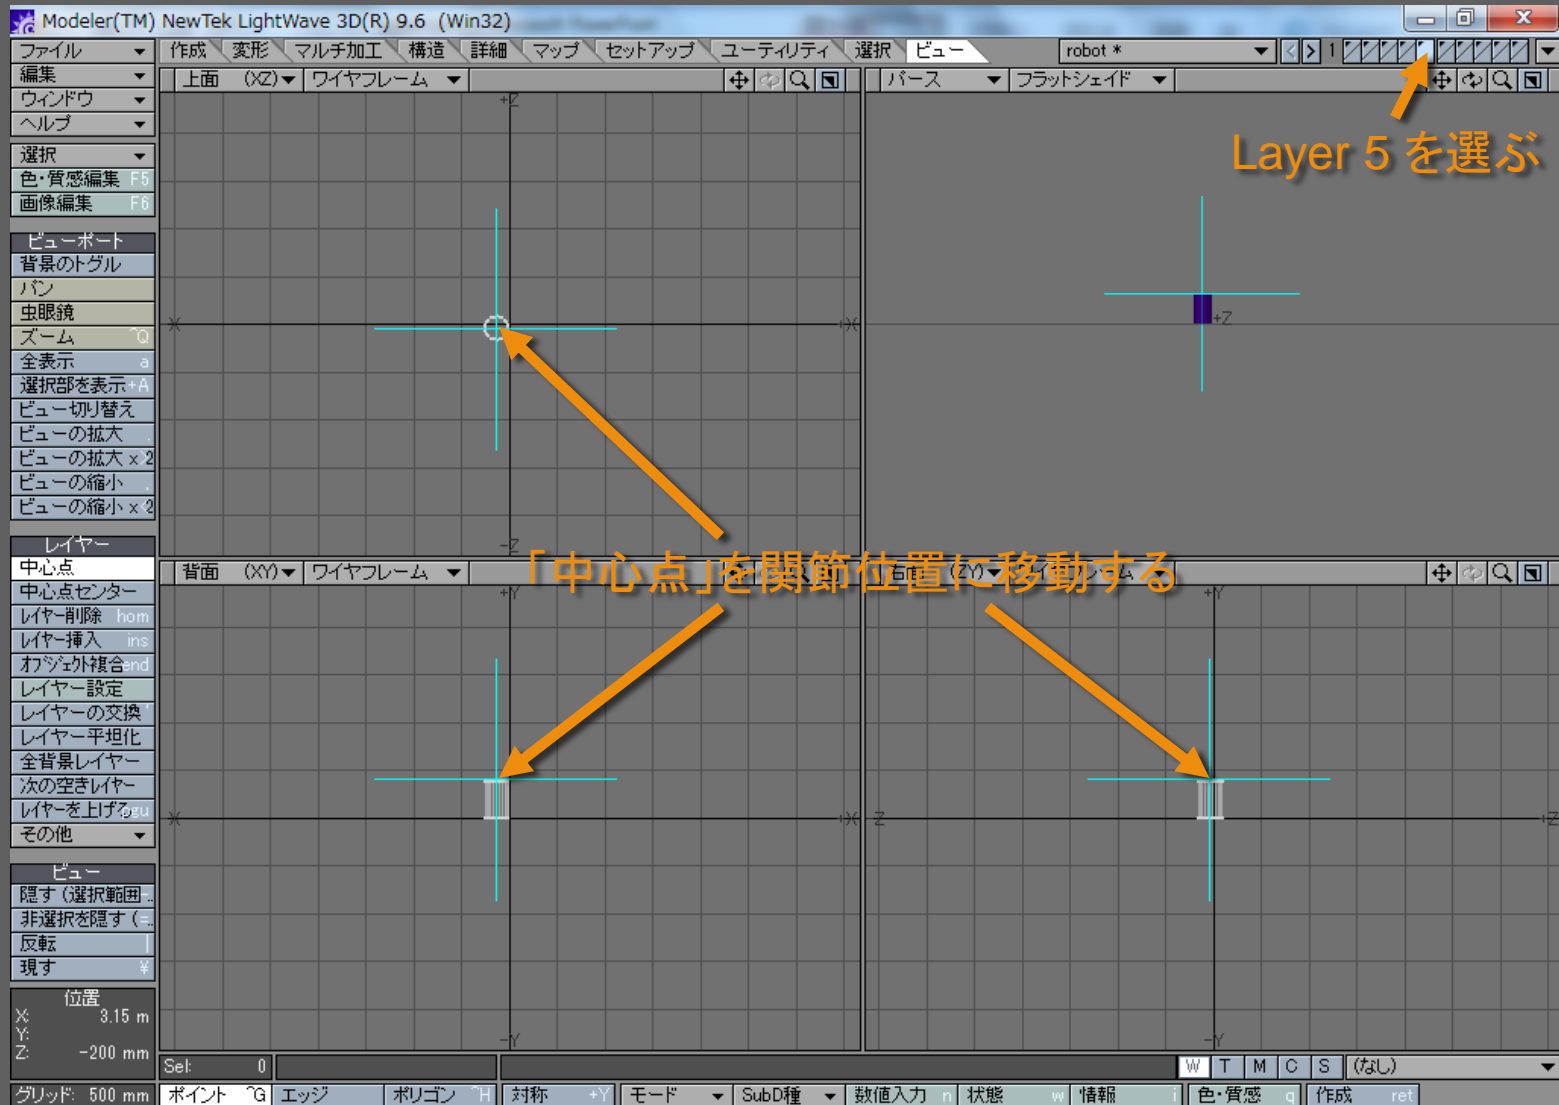 Modeler(TM) NewTek LightWave 3D(R) 9.6 (Win32)
ファイル
作成 変形 マルチ加工 構造 詳細 マップ セットアップ ユーティリティ 選択 ビュー
robot *
1
編集
ウィンドウ
ヘルプ
上面 (XZ) ワイヤフレーム
パース フラットシェイド
Layer 5 を選ぶ
選択
色・質感編集 F5
画像編集 F6
ビューポート
背景のトグル
パン
虫眼鏡
ズーム ^Q
全表示 a
選択部を表示 +A
ビュー切り替え
ビューの拡大 .
ビューの拡大 x 2
ビューの縮小 ,
ビューの縮小 x 2
+Z
-X
+X
-Z
+Z
レイヤー
中心点
中心点センター
レイヤー削除 hom
レイヤー挿入 ins
オブジェクト複合 end
レイヤー設定
レイヤーの交換 '
レイヤー平坦化
全背景レイヤー
次の空きレイヤー
レイヤーを上げる pgu
その他
背面 (XY) ワイヤフレーム
右面 (ZY) ワイヤフレーム
「中心点」を関節位置に移動する
+Y
-X
+X
-Y
+Y
-Z
+Z
-Y
ビュー
隠す (選択範囲 -..
非選択を隠す (=..
反転 |
現す ¥
位置
X: 3.15 m
Y:
Z: -200 mm
Sel: 0
W T M C S (なし)
グリッド: 500 mm
ポイント ^G エッジ ポリゴン ^H 対称 +Y モード SubD種 数値入力 n 状態 w 情報 i 色・質感 q 作成 ret